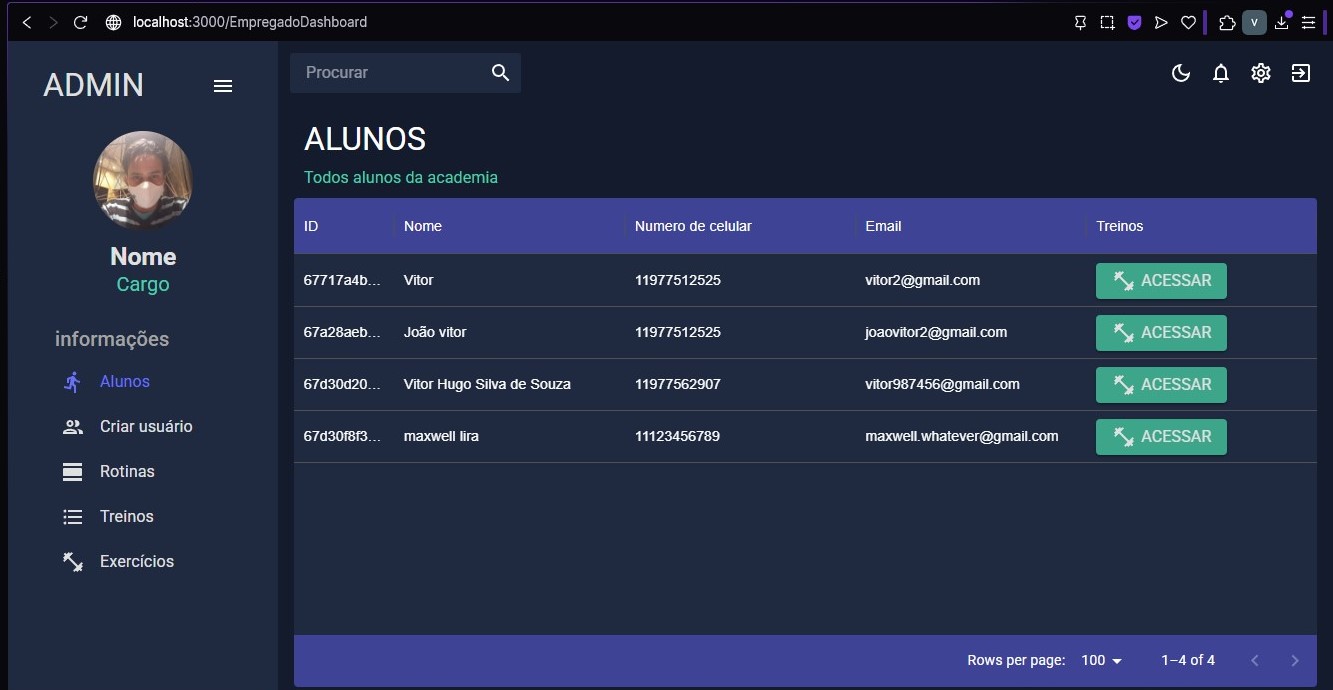 localhost:3000/EmpregadoDashboard
V
ADMIN
Procurar
Nome
Cargo
informações
Alunos
Criar usuário
Rotinas
Treinos
Exercícios
ALUNOS
Todos alunos da academia
ID Nome Numero de celular Email Treinos
67717a4b... Vitor 11977512525 vitor2@gmail.com ACESSAR
67a28aeb... João vitor 11977512525 joaovitor2@gmail.com ACESSAR
67d30d20... Vitor Hugo Silva de Souza 11977562907 vitor987456@gmail.com ACESSAR
67d30f8f3... maxwell lira 11123456789 maxwell.whatever@gmail.com ACESSAR
Rows per page: 100 1–4 of 4